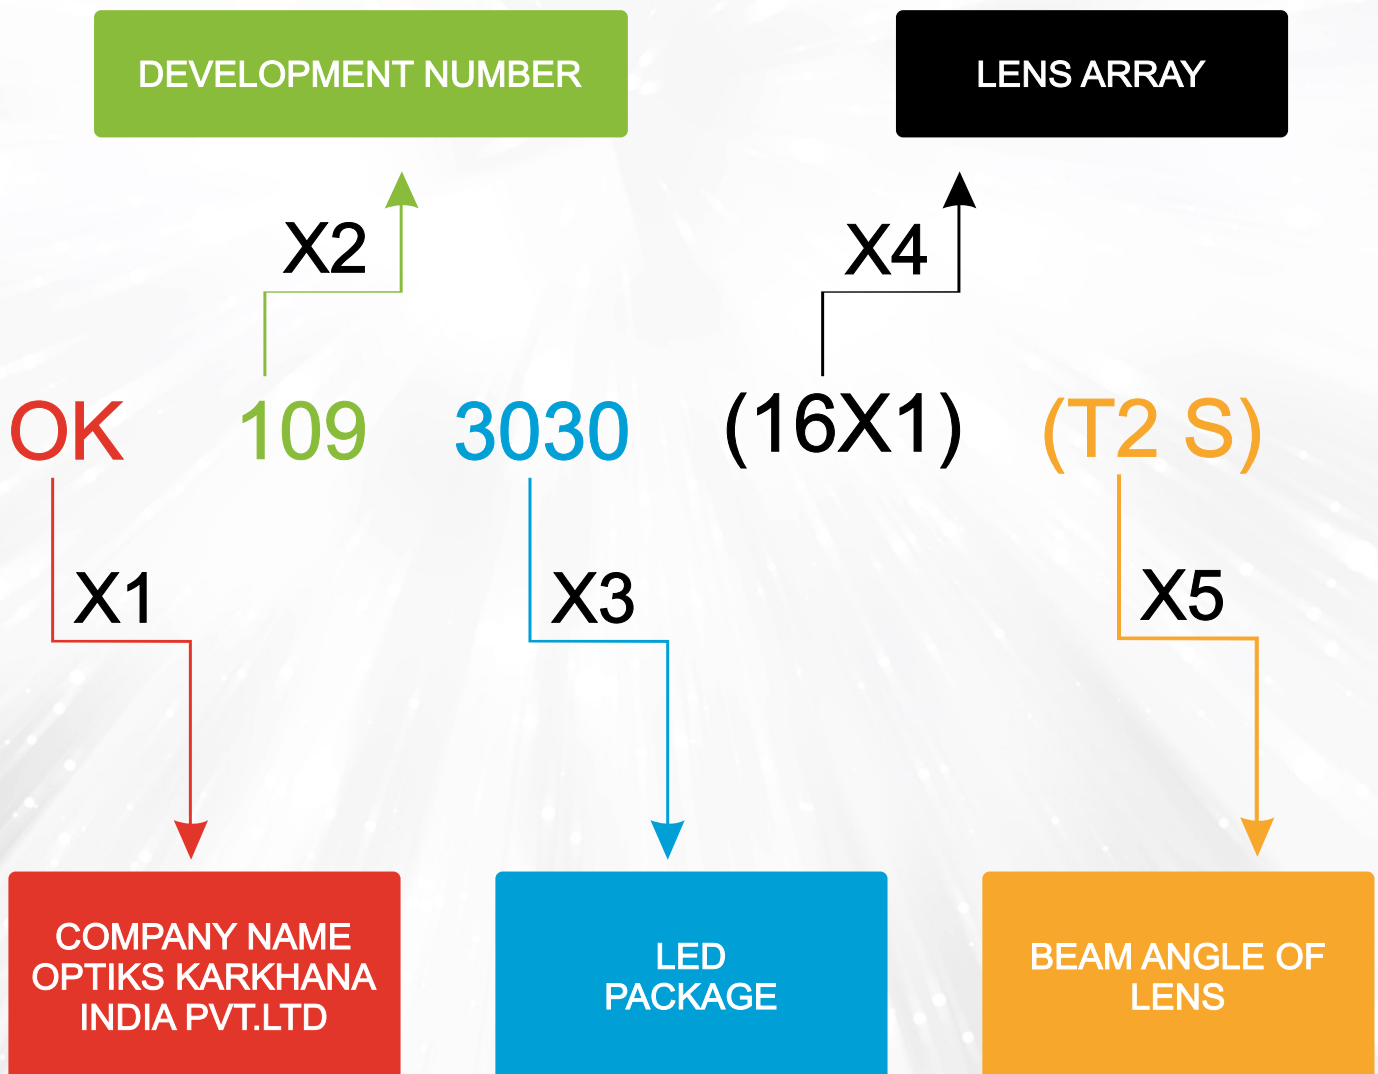 DEVELOPMENT NUMBER
LENS ARRAY
X2
X4
OK 109 3030 (16X1) (T2 S)
X1
X3
X5
COMPANY NAME
OPTIKS KARKHANA
INDIA PVT.LTD
LED
PACKAGE
BEAM ANGLE OF
LENS